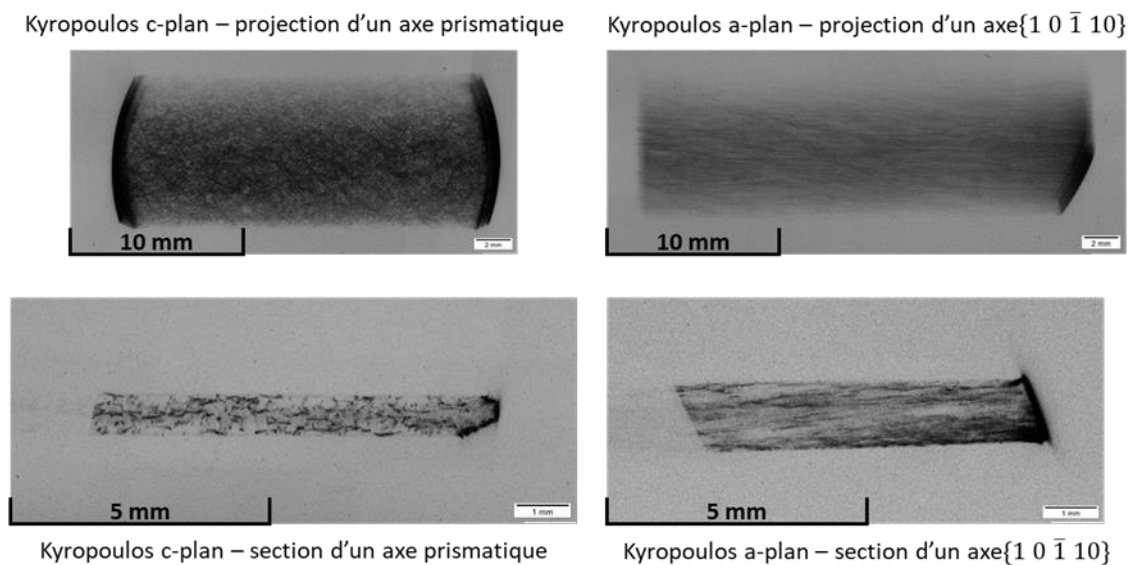 Kyropoulos c-plan – projection d'un axe prismatique
Kyropoulos a-plan – projection d'un axe{1 0 1̅ 10}
10 mm
2 mm
10 mm
2 mm
5 mm
1 mm
5 mm
1 mm
Kyropoulos c-plan – section d'un axe prismatique
Kyropoulos a-plan – section d'un axe{1 0 1̅ 10}